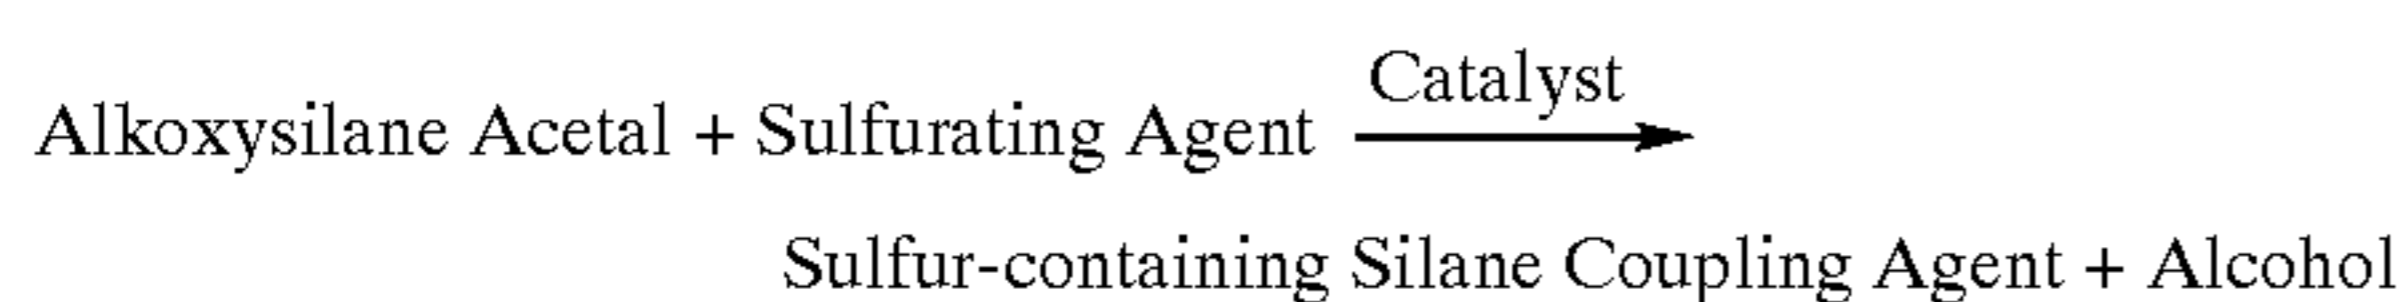 Catalyst
Alkoxysilane Acetal + Sulfurating Agent
Sulfur-containing Silane Coupling Agent + Alcohol